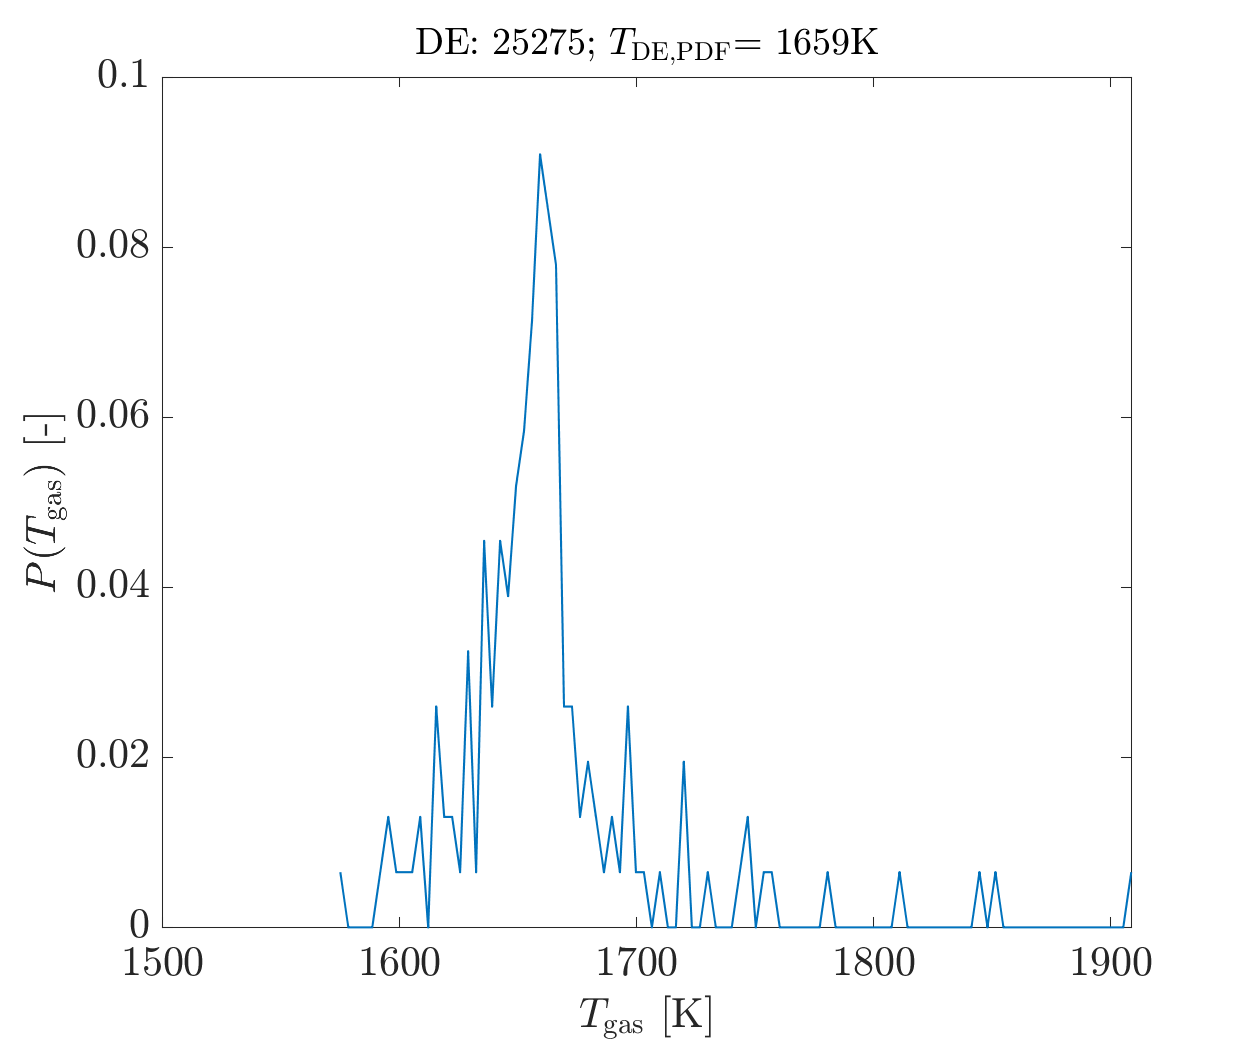 DE: 25275; T_DE,PDF= 1659K
0.1
0.08
0.06
0.04
0.02
0
P(T_gas) [-]
1500 1600 1700 1800 1900
T_gas [K]